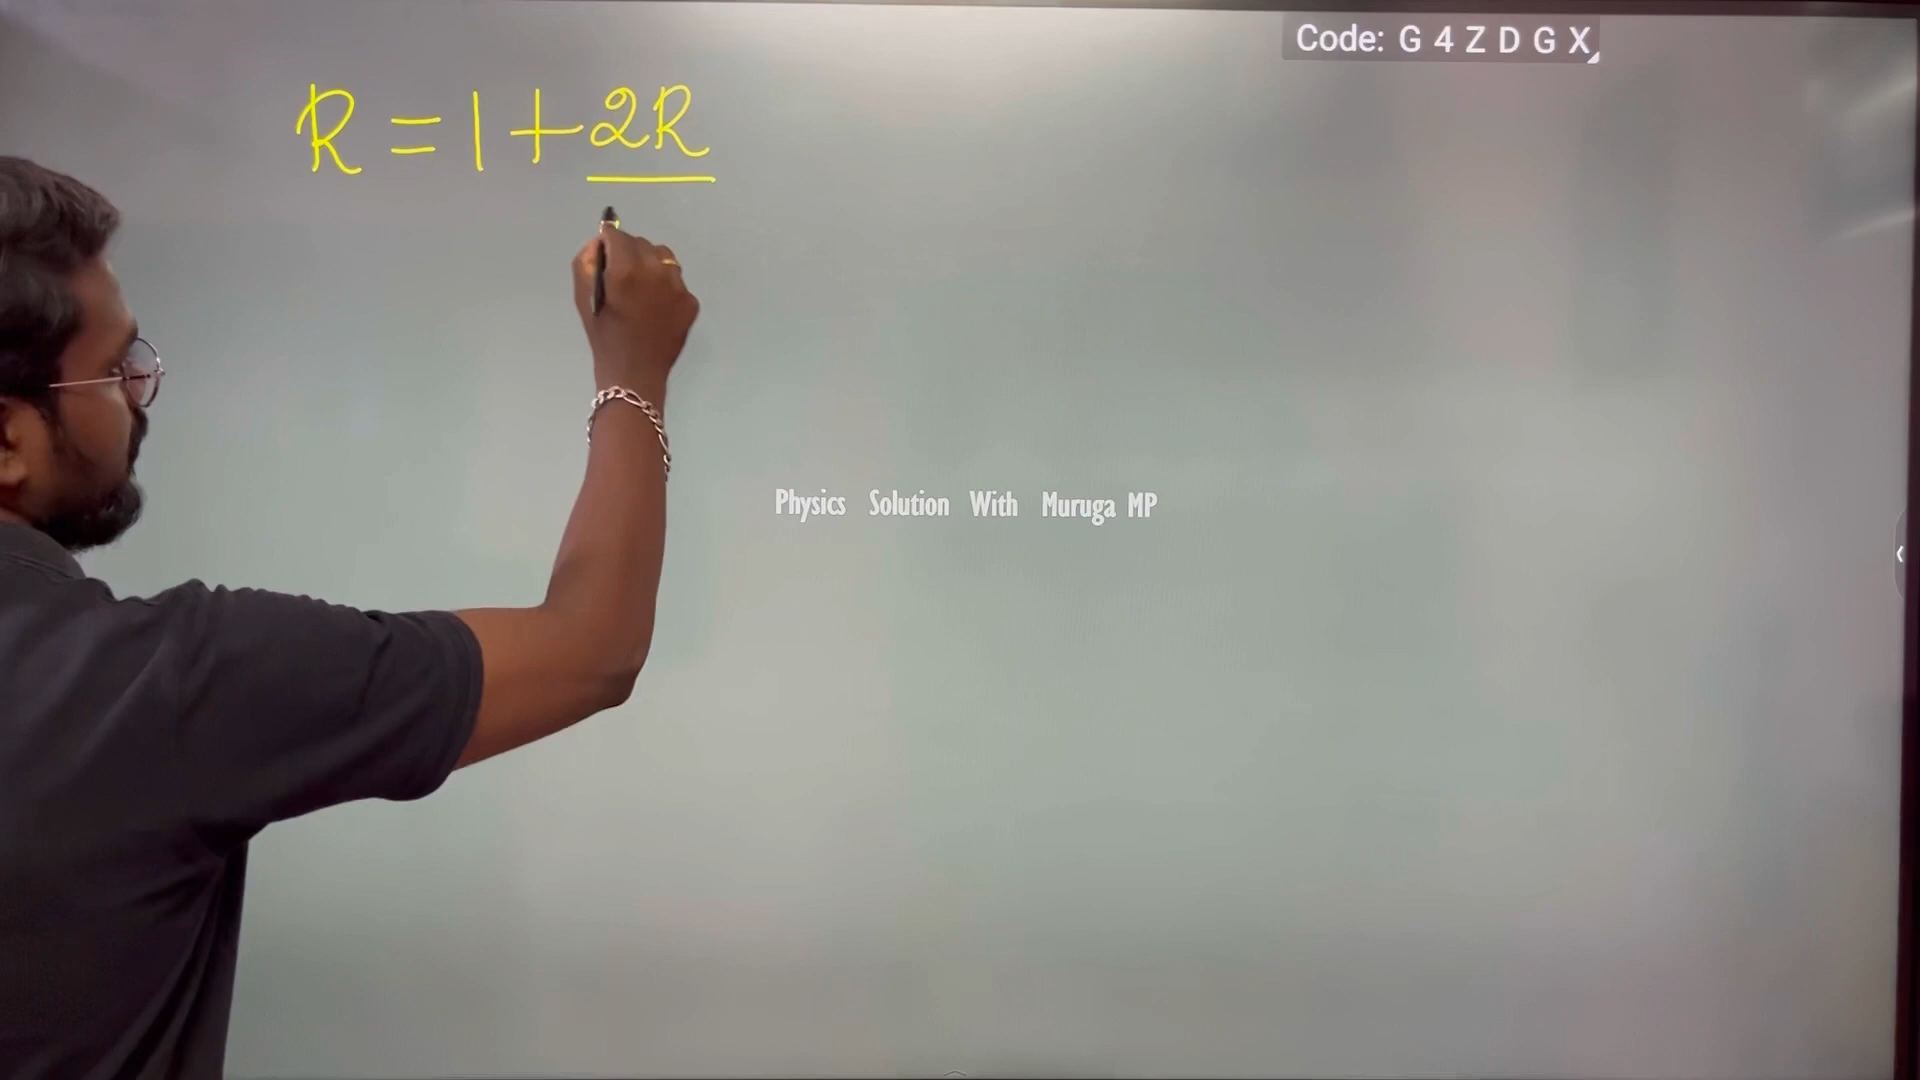 Code: G 4 Z D G X
R = 1 + 2R
Physics Solution With Muruga MP